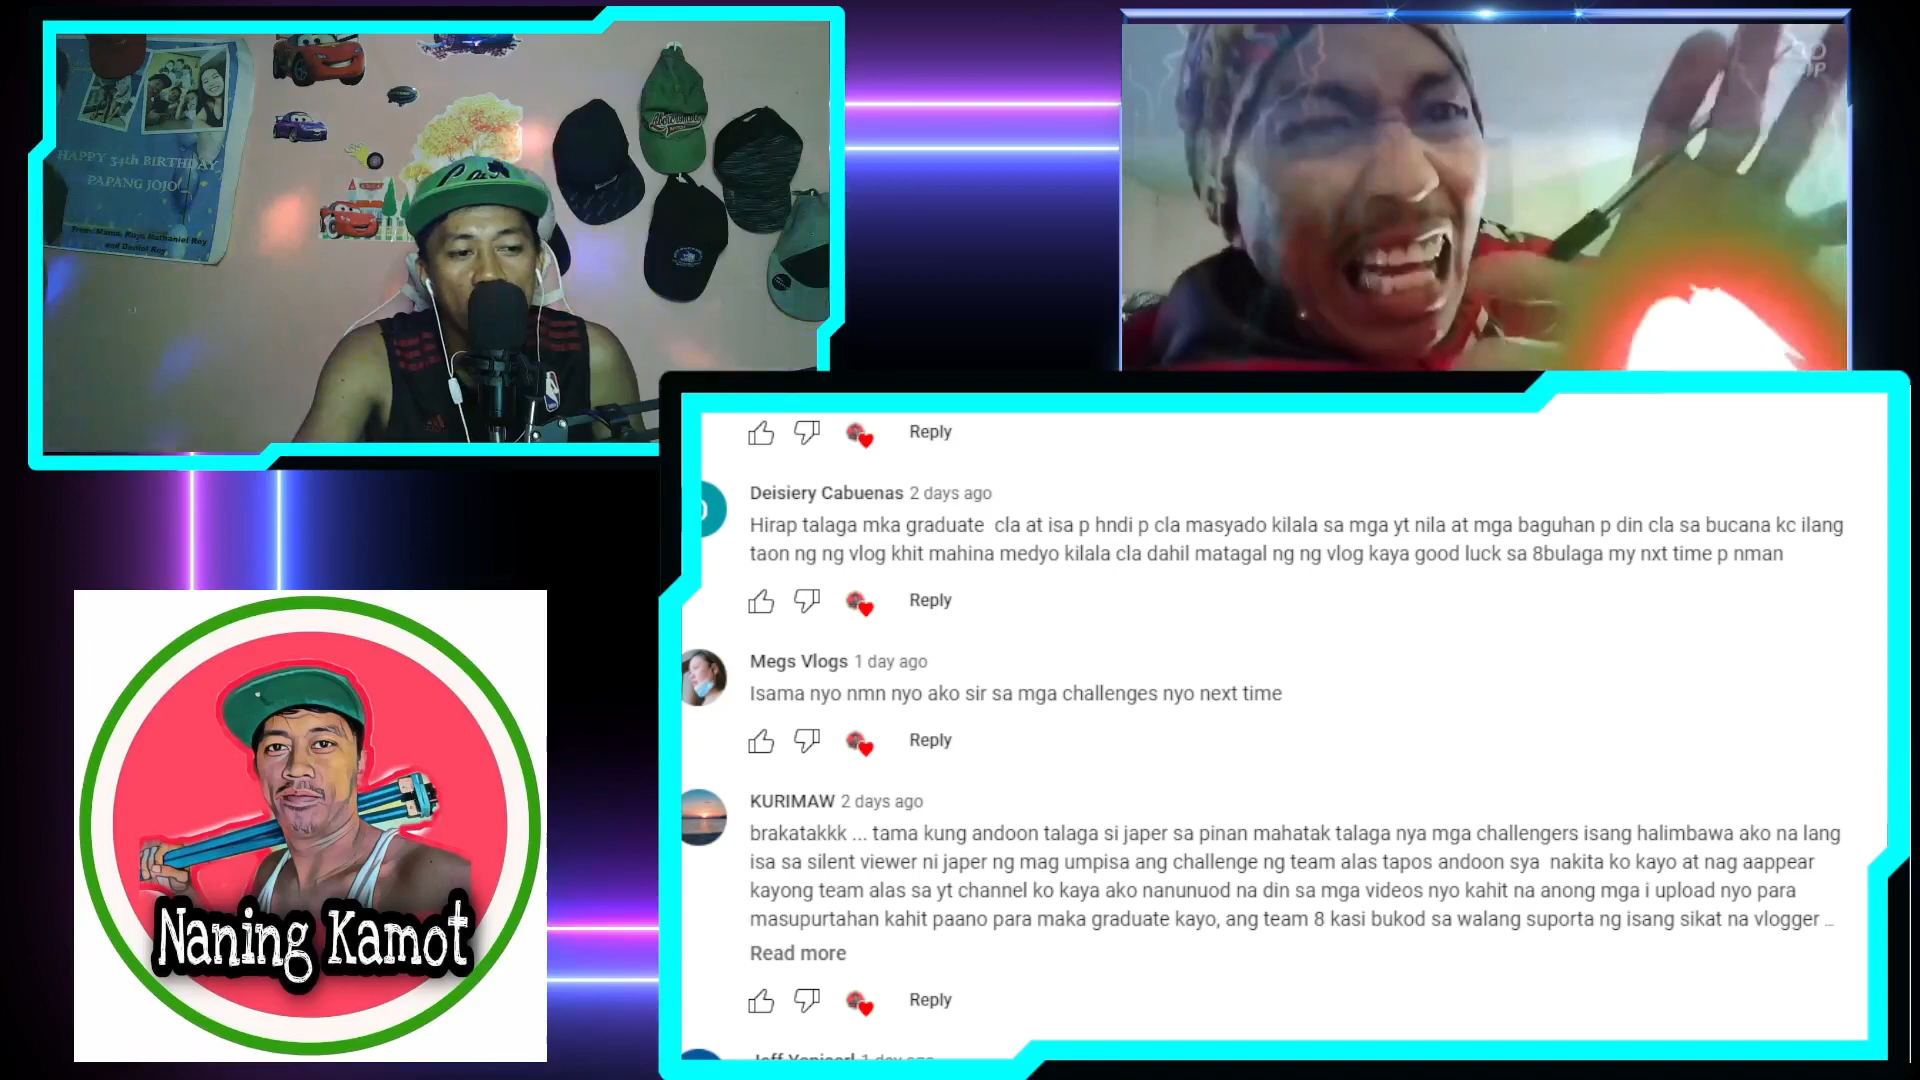 HAPPY 34th BIRTHDAY
PAPANG JOJO!
From: Mama, Kuya Nathaniel Rey
and Daniel Rey
Reply
Deisiery Cabuenas 2 days ago
Hirap talaga mka graduate cla at isa p hndi p cla masyado kilala sa mga yt nila at mga baguhan p din cla sa bucana kc ilang
taon ng ng vlog khit mahina medyo kilala cla dahil matagal ng ng vlog kaya good luck sa 8bulaga my nxt time p nman
Reply
Megs Vlogs 1 day ago
Isama nyo nmn nyo ako sir sa mga challenges nyo next time
Reply
KURIMAW 2 days ago
brakatakkk ... tama kung andoon talaga si japer sa pinan mahatak talaga nya mga challengers isang halimbawa ako na lang
isa sa silent viewer ni japer ng mag umpisa ang challenge ng team alas tapos andoon sya nakita ko kayo at nag aappear
kayong team alas sa yt channel ko kaya ako nanunuod na din sa mga videos nyo kahit na anong mga i upload nyo para
masupurtahan kahit paano para maka graduate kayo, ang team 8 kasi bukod sa walang suporta ng isang sikat na vlogger ...
Read more
Reply
Naning Kamot